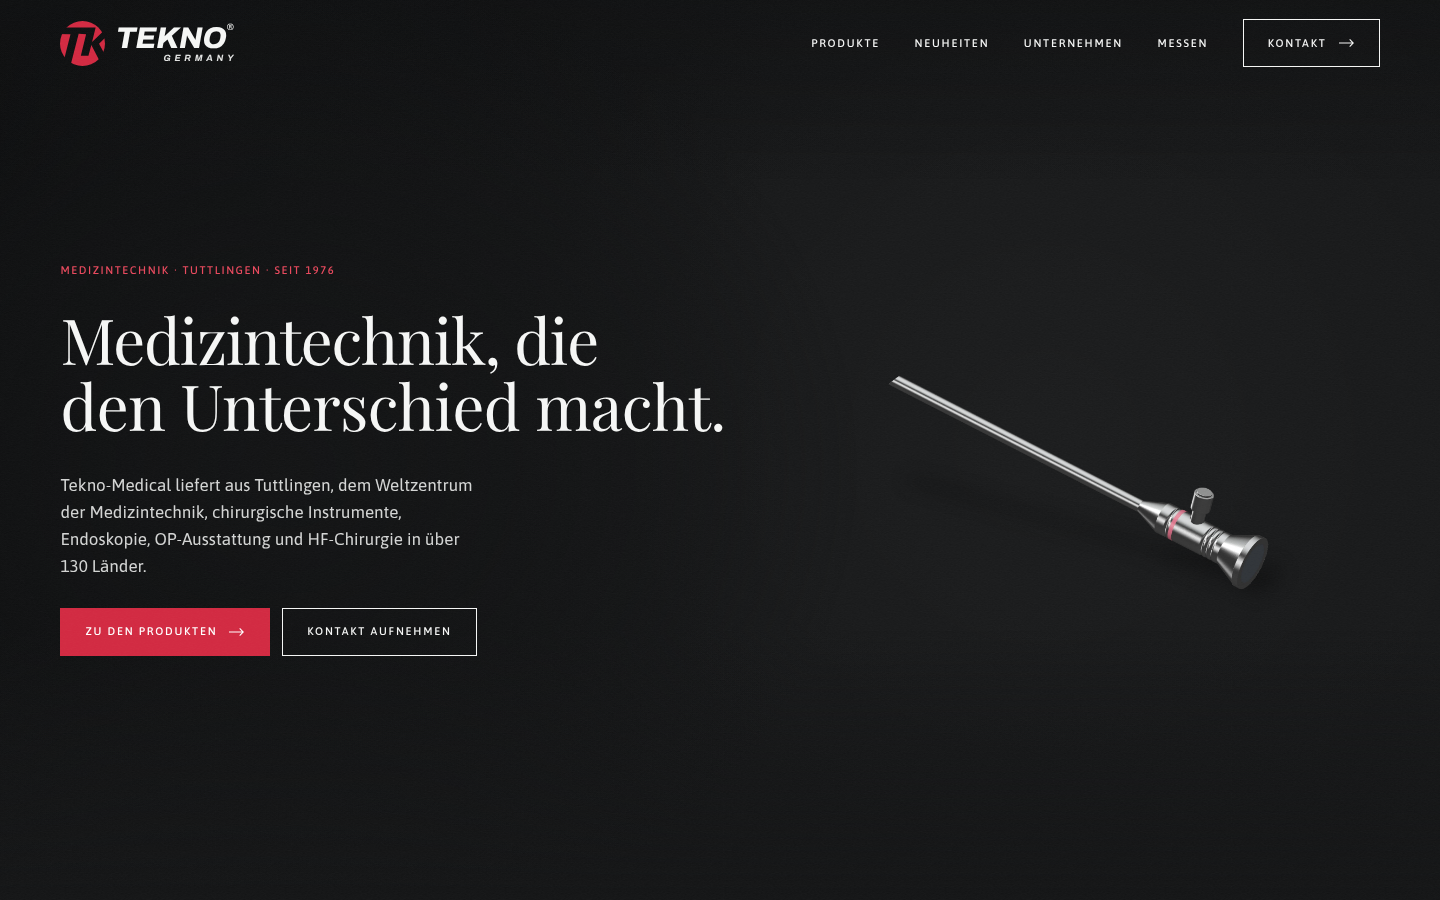 TEKNO®
GERMANY
PRODUKTE NEUHEITEN UNTERNEHMEN MESSEN KONTAKT →
MEDIZINTECHNIK · TUTTLINGEN · SEIT 1976
Medizintechnik, die
den Unterschied macht.
Tekno-Medical liefert aus Tuttlingen, dem Weltzentrum
der Medizintechnik, chirurgische Instrumente,
Endoskopie, OP-Ausstattung und HF-Chirurgie in über
130 Länder.
ZU DEN PRODUKTEN → KONTAKT AUFNEHMEN